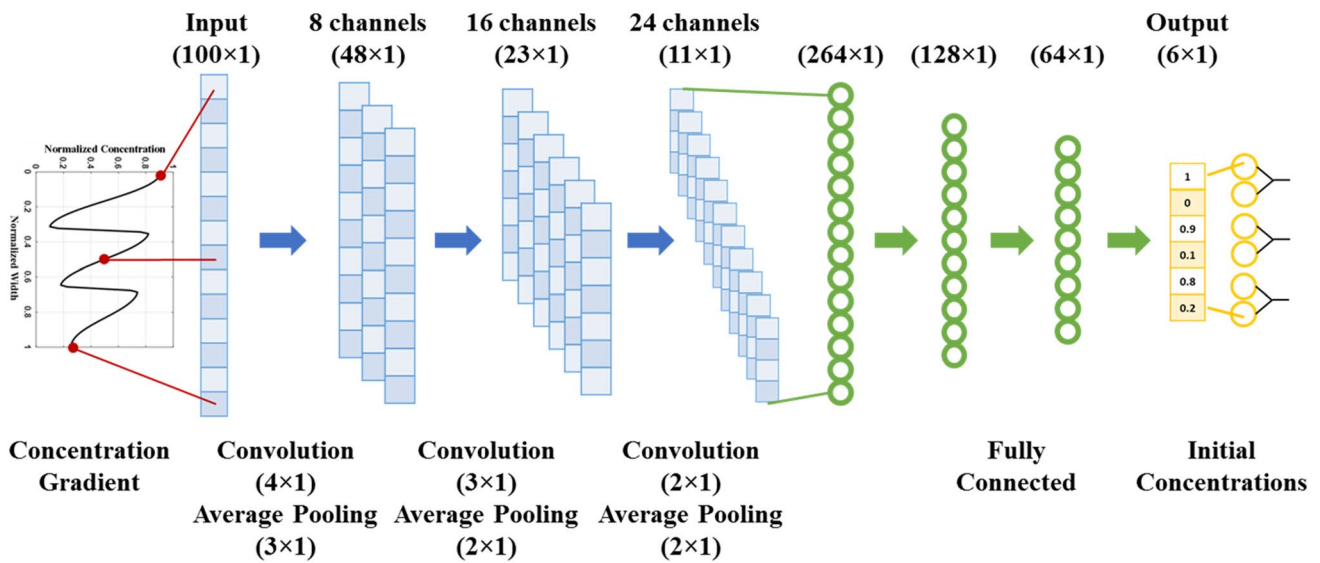 Input
(100×1)
8 channels
(48×1)
16 channels
(23×1)
24 channels
(11×1)
(264×1)
(128×1)
(64×1)
Output
(6×1)
Normalized Concentration
0 0.2 0.4 0.6 0.8 1
Normalized Width
0
0.2
0.4
0.6
0.8
1
1
0
0.9
0.1
0.8
0.2
Concentration
Gradient
Convolution
(4×1)
Average Pooling
(3×1)
Convolution
(3×1)
Average Pooling
(2×1)
Convolution
(2×1)
Average Pooling
(2×1)
Fully
Connected
Initial
Concentrations